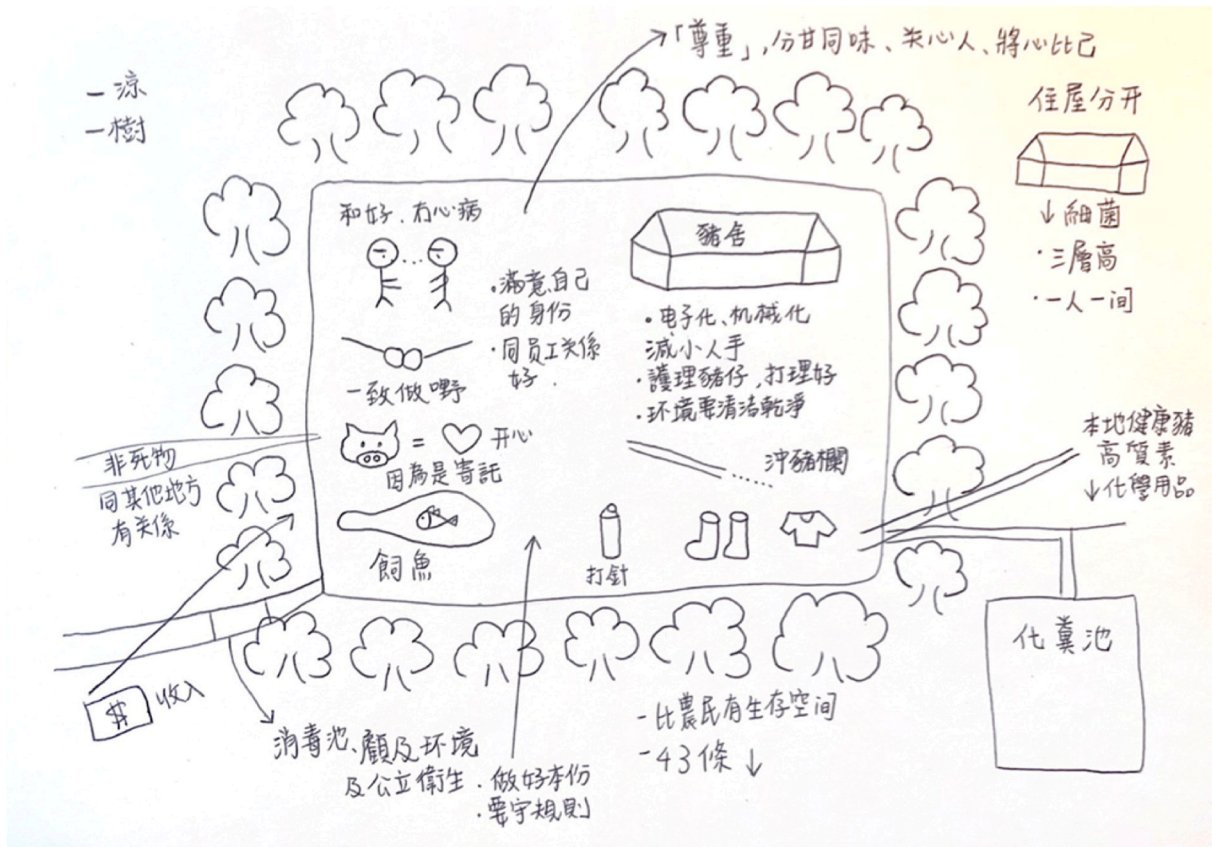 「尊重」,分甘同味、关心人、將心比己
一 涼
一 樹
住屋分开
↓ 細菌
· 三層高
· 一人一间
和好、冇心病
· 滿意自己
的身份
· 同员工关係
好.
一致做嘢
= 开心
因為是寄託
飼魚
豬舍
· 电子化、机械化
減小人手
· 護理豬仔,打理好
· 环境要清洁乾淨
沖豬欄
打針
非死物
同其他地方
有关係
本地健康豬
高質素
↓化學用品
化糞池
$ 收入
消毒池、顧及环境
及公立衛生
· 做好本份
· 要守規則
- 比農民有生存空间
- 43條 ↓